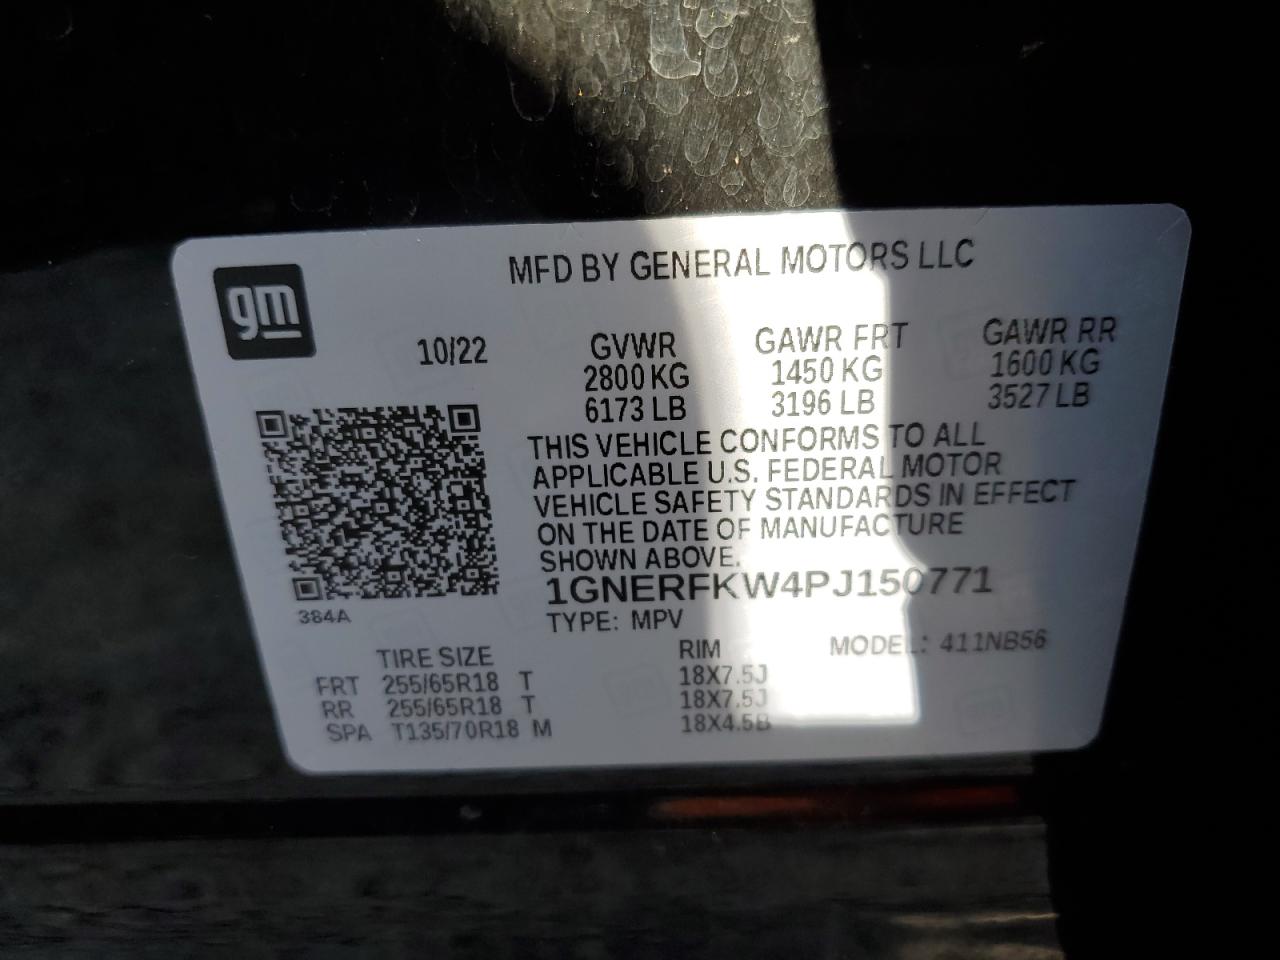 gm
MFD BY GENERAL MOTORS LLC
10/22
GVWR GAWR FRT GAWR RR
2800 KG 1450 KG 1600 KG
6173 LB 3196 LB 3527 LB
THIS VEHICLE CONFORMS TO ALL
APPLICABLE U.S. FEDERAL MOTOR
VEHICLE SAFETY STANDARDS IN EFFECT
ON THE DATE OF MANUFACTURE
SHOWN ABOVE.
1GNERFKW4PJ150771
384A
TYPE: MPV MODEL: 411NB56
TIRE SIZE RIM
FRT 255/65R18 T 18X7.5J
RR 255/65R18 T 18X7.5J
SPA T135/70R18 M 18X4.5B